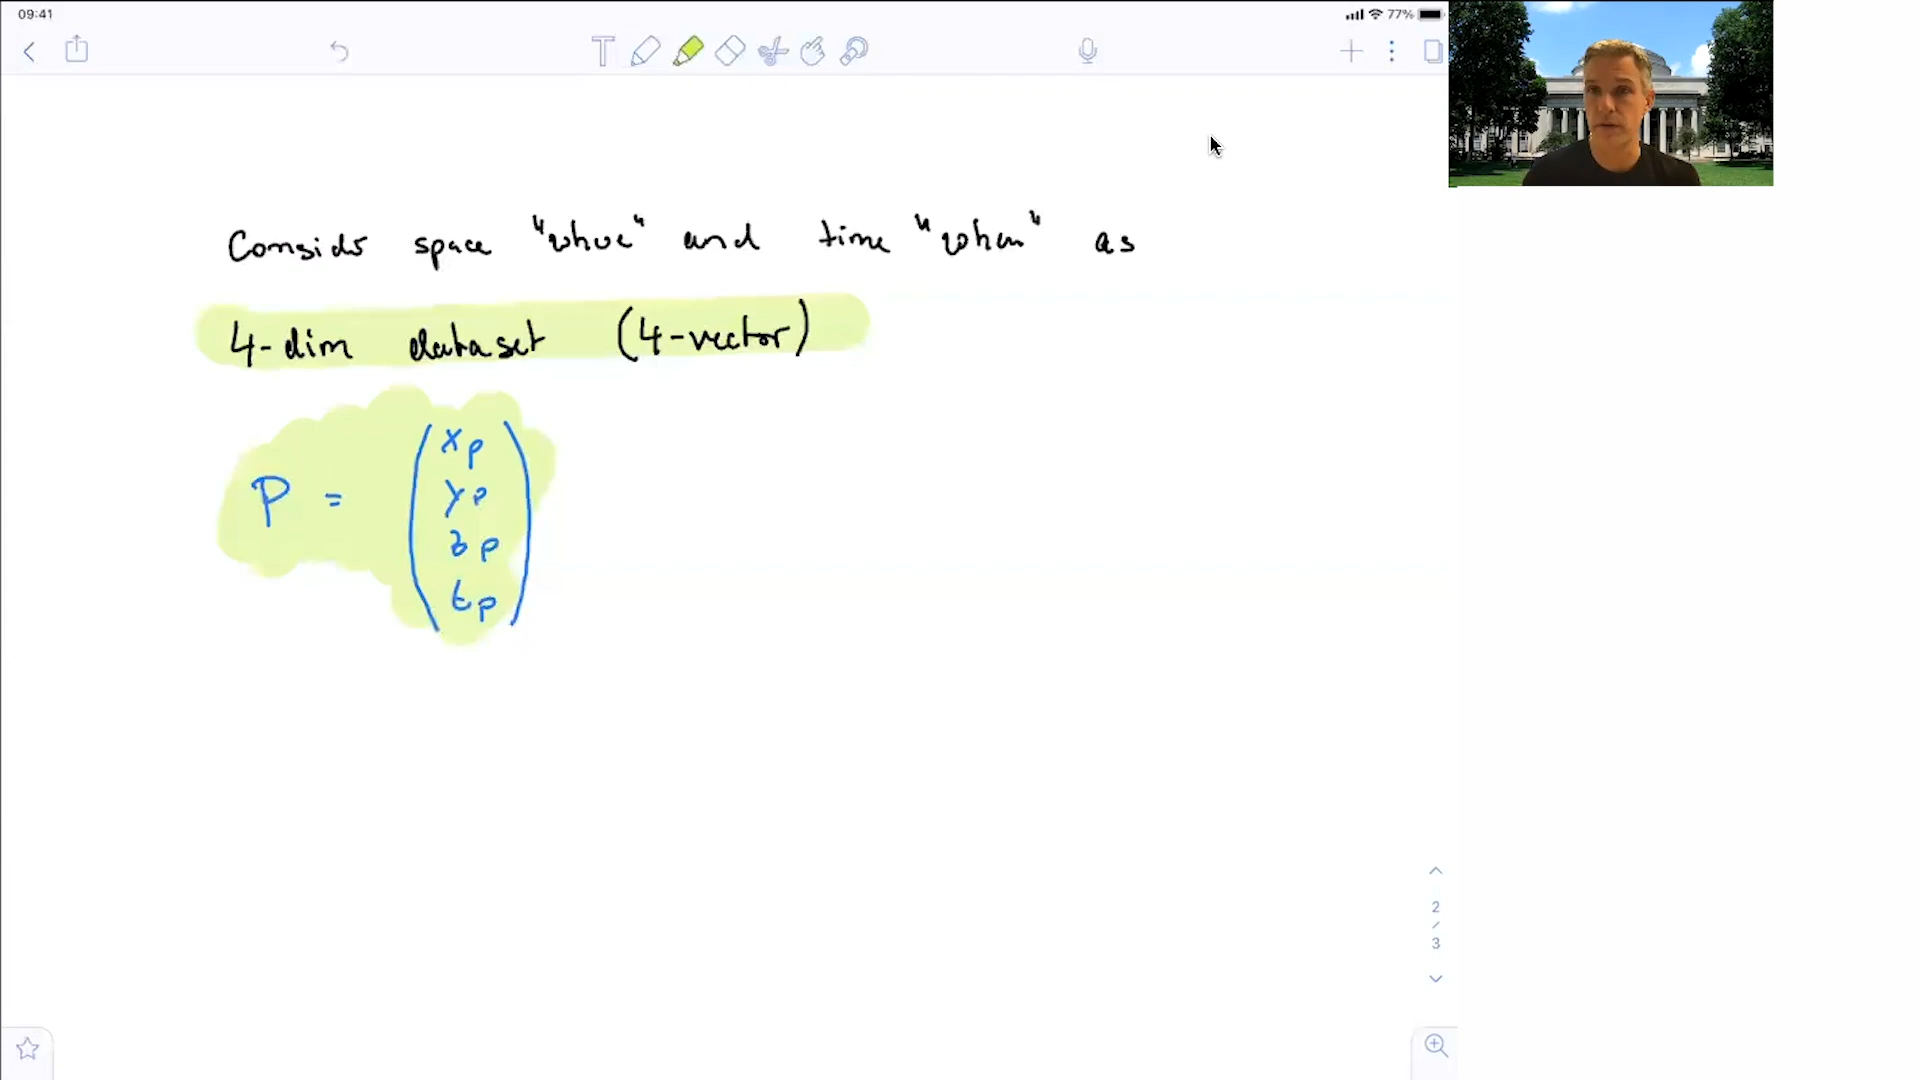 09:41
77%
Consider space "where" and time "when" as
4-dim dataset (4-vector)
P = ( xp
yp
zp
tp )
2
/
3